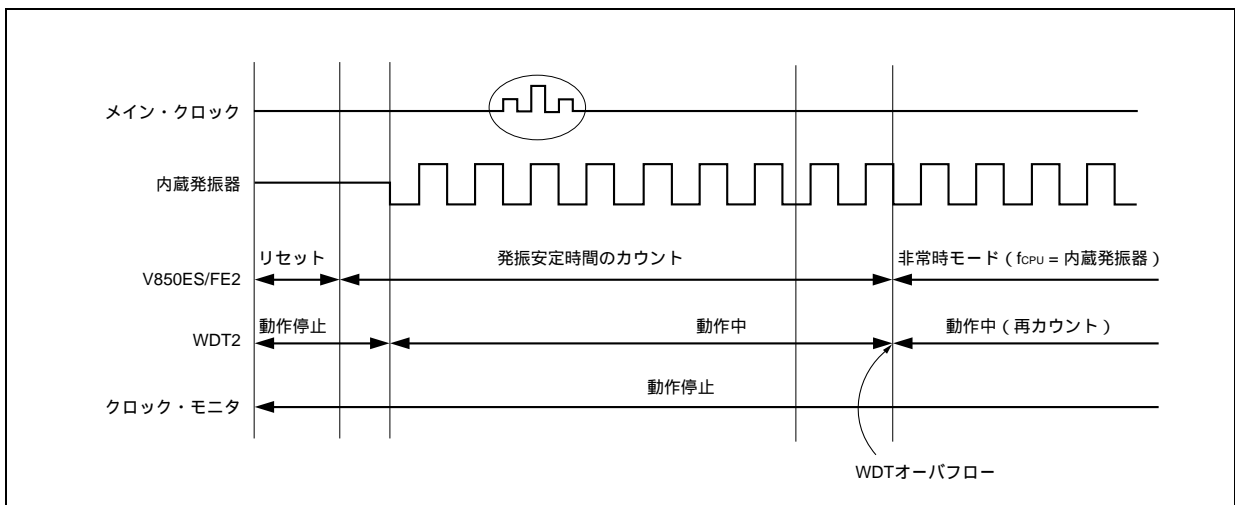 メイン・クロック
内蔵発振器
リセット
発振安定時間のカウント
非常時モード（fCPU = 内蔵発振器）
V850ES/FE2
動作停止
動作中
動作中（再カウント）
WDT2
動作停止
クロック・モニタ
WDTオーバフロー